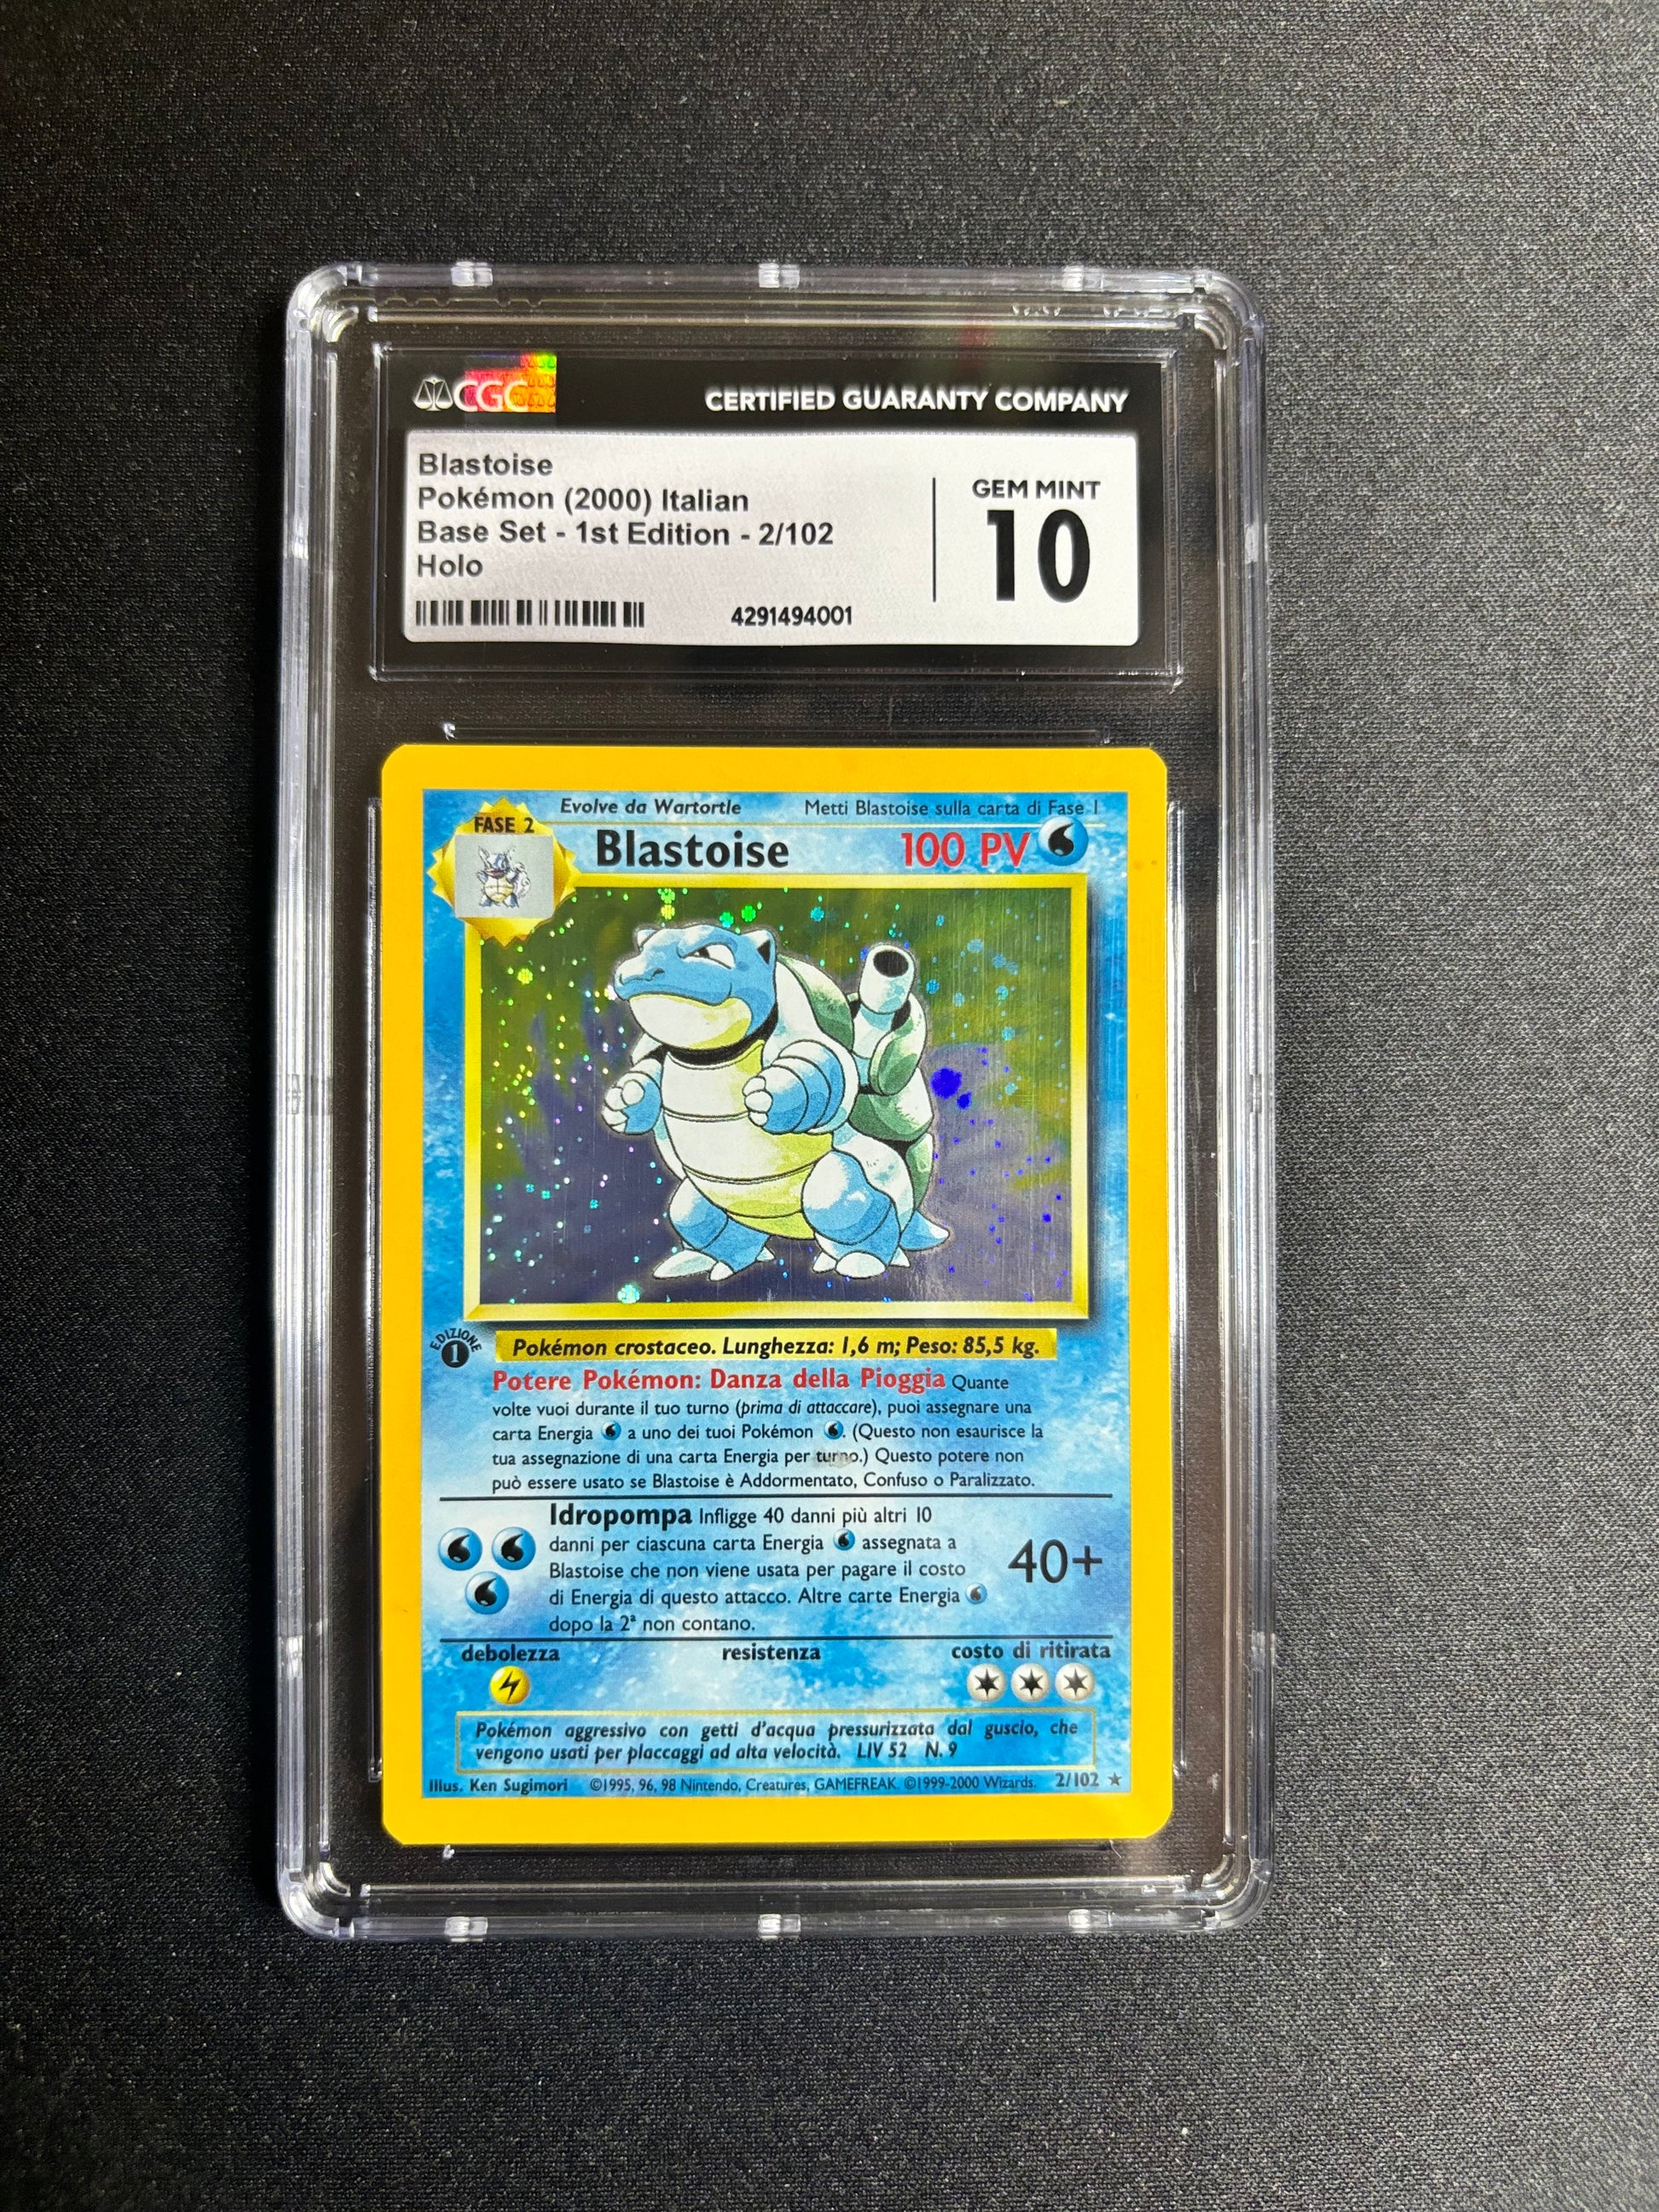 CGC
CERTIFIED GUARANTY COMPANY
Blastoise
Pokémon (2000) Italian
Base Set - 1st Edition - 2/102
Holo
4291494001
GEM MINT
10
Evolve da Wartortle
Metti Blastoise sulla carta di Fase 1
FASE 2
Blastoise
100 PV
EDIZIONE
1
Pokémon crostaceo. Lunghezza: 1,6 m; Peso: 85,5 kg.
Potere Pokémon: Danza della Pioggia Quante
volte vuoi durante il tuo turno (prima di attaccare), puoi assegnare una
carta Energia a uno dei tuoi Pokémon . (Questo non esaurisce la
tua assegnazione di una carta Energia per turno.) Questo potere non
può essere usato se Blastoise è Addormentato, Confuso o Paralizzato.
Idropompa Infligge 40 danni più altri 10
danni per ciascuna carta Energia assegnata a
Blastoise che non viene usata per pagare il costo
di Energia di questo attacco. Altre carte Energia
dopo la 2ª non contano.
40+
debolezza
resistenza
costo di ritirata
Pokémon aggressivo con getti d'acqua pressurizzata dal guscio, che
vengono usati per placcaggi ad alta velocità. LIV 52 N. 9
Illus. Ken Sugimori ©1995, 96, 98 Nintendo, Creatures, GAMEFREAK. ©1999-2000 Wizards. 2/102 ★